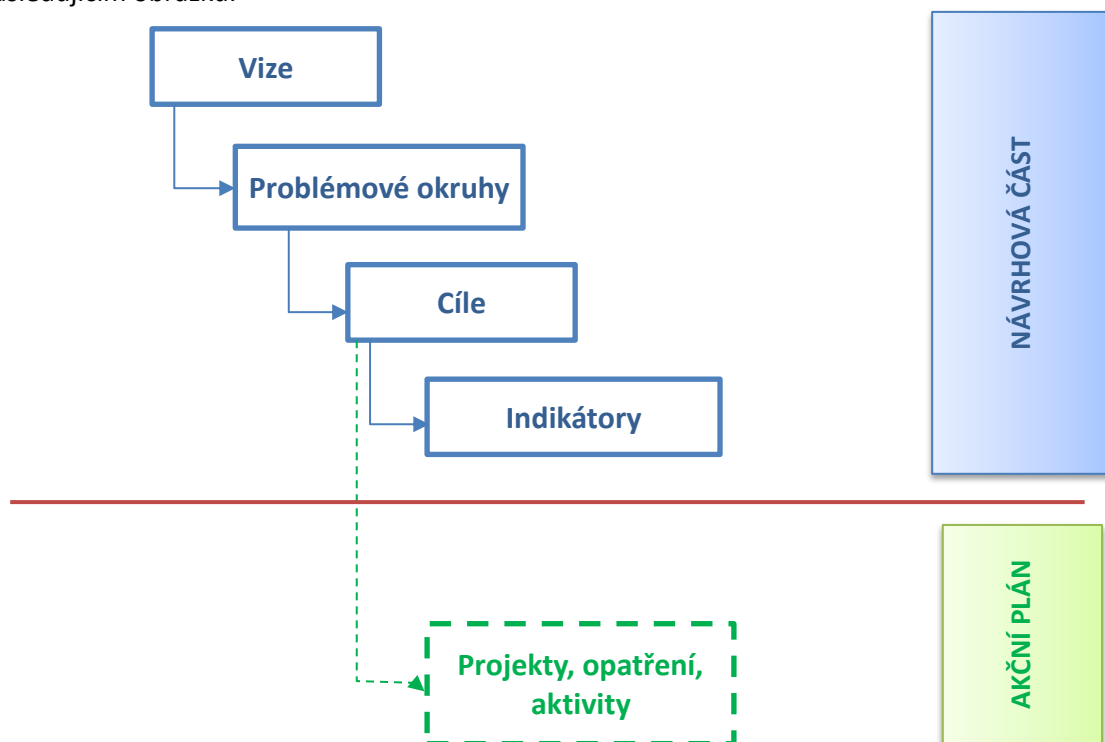 Vize
Problémové okruhy
Cíle
Indikátory
NÁVRHOVÁ ČÁST
Projekty, opatření,
aktivity
AKČNÍ PLÁN